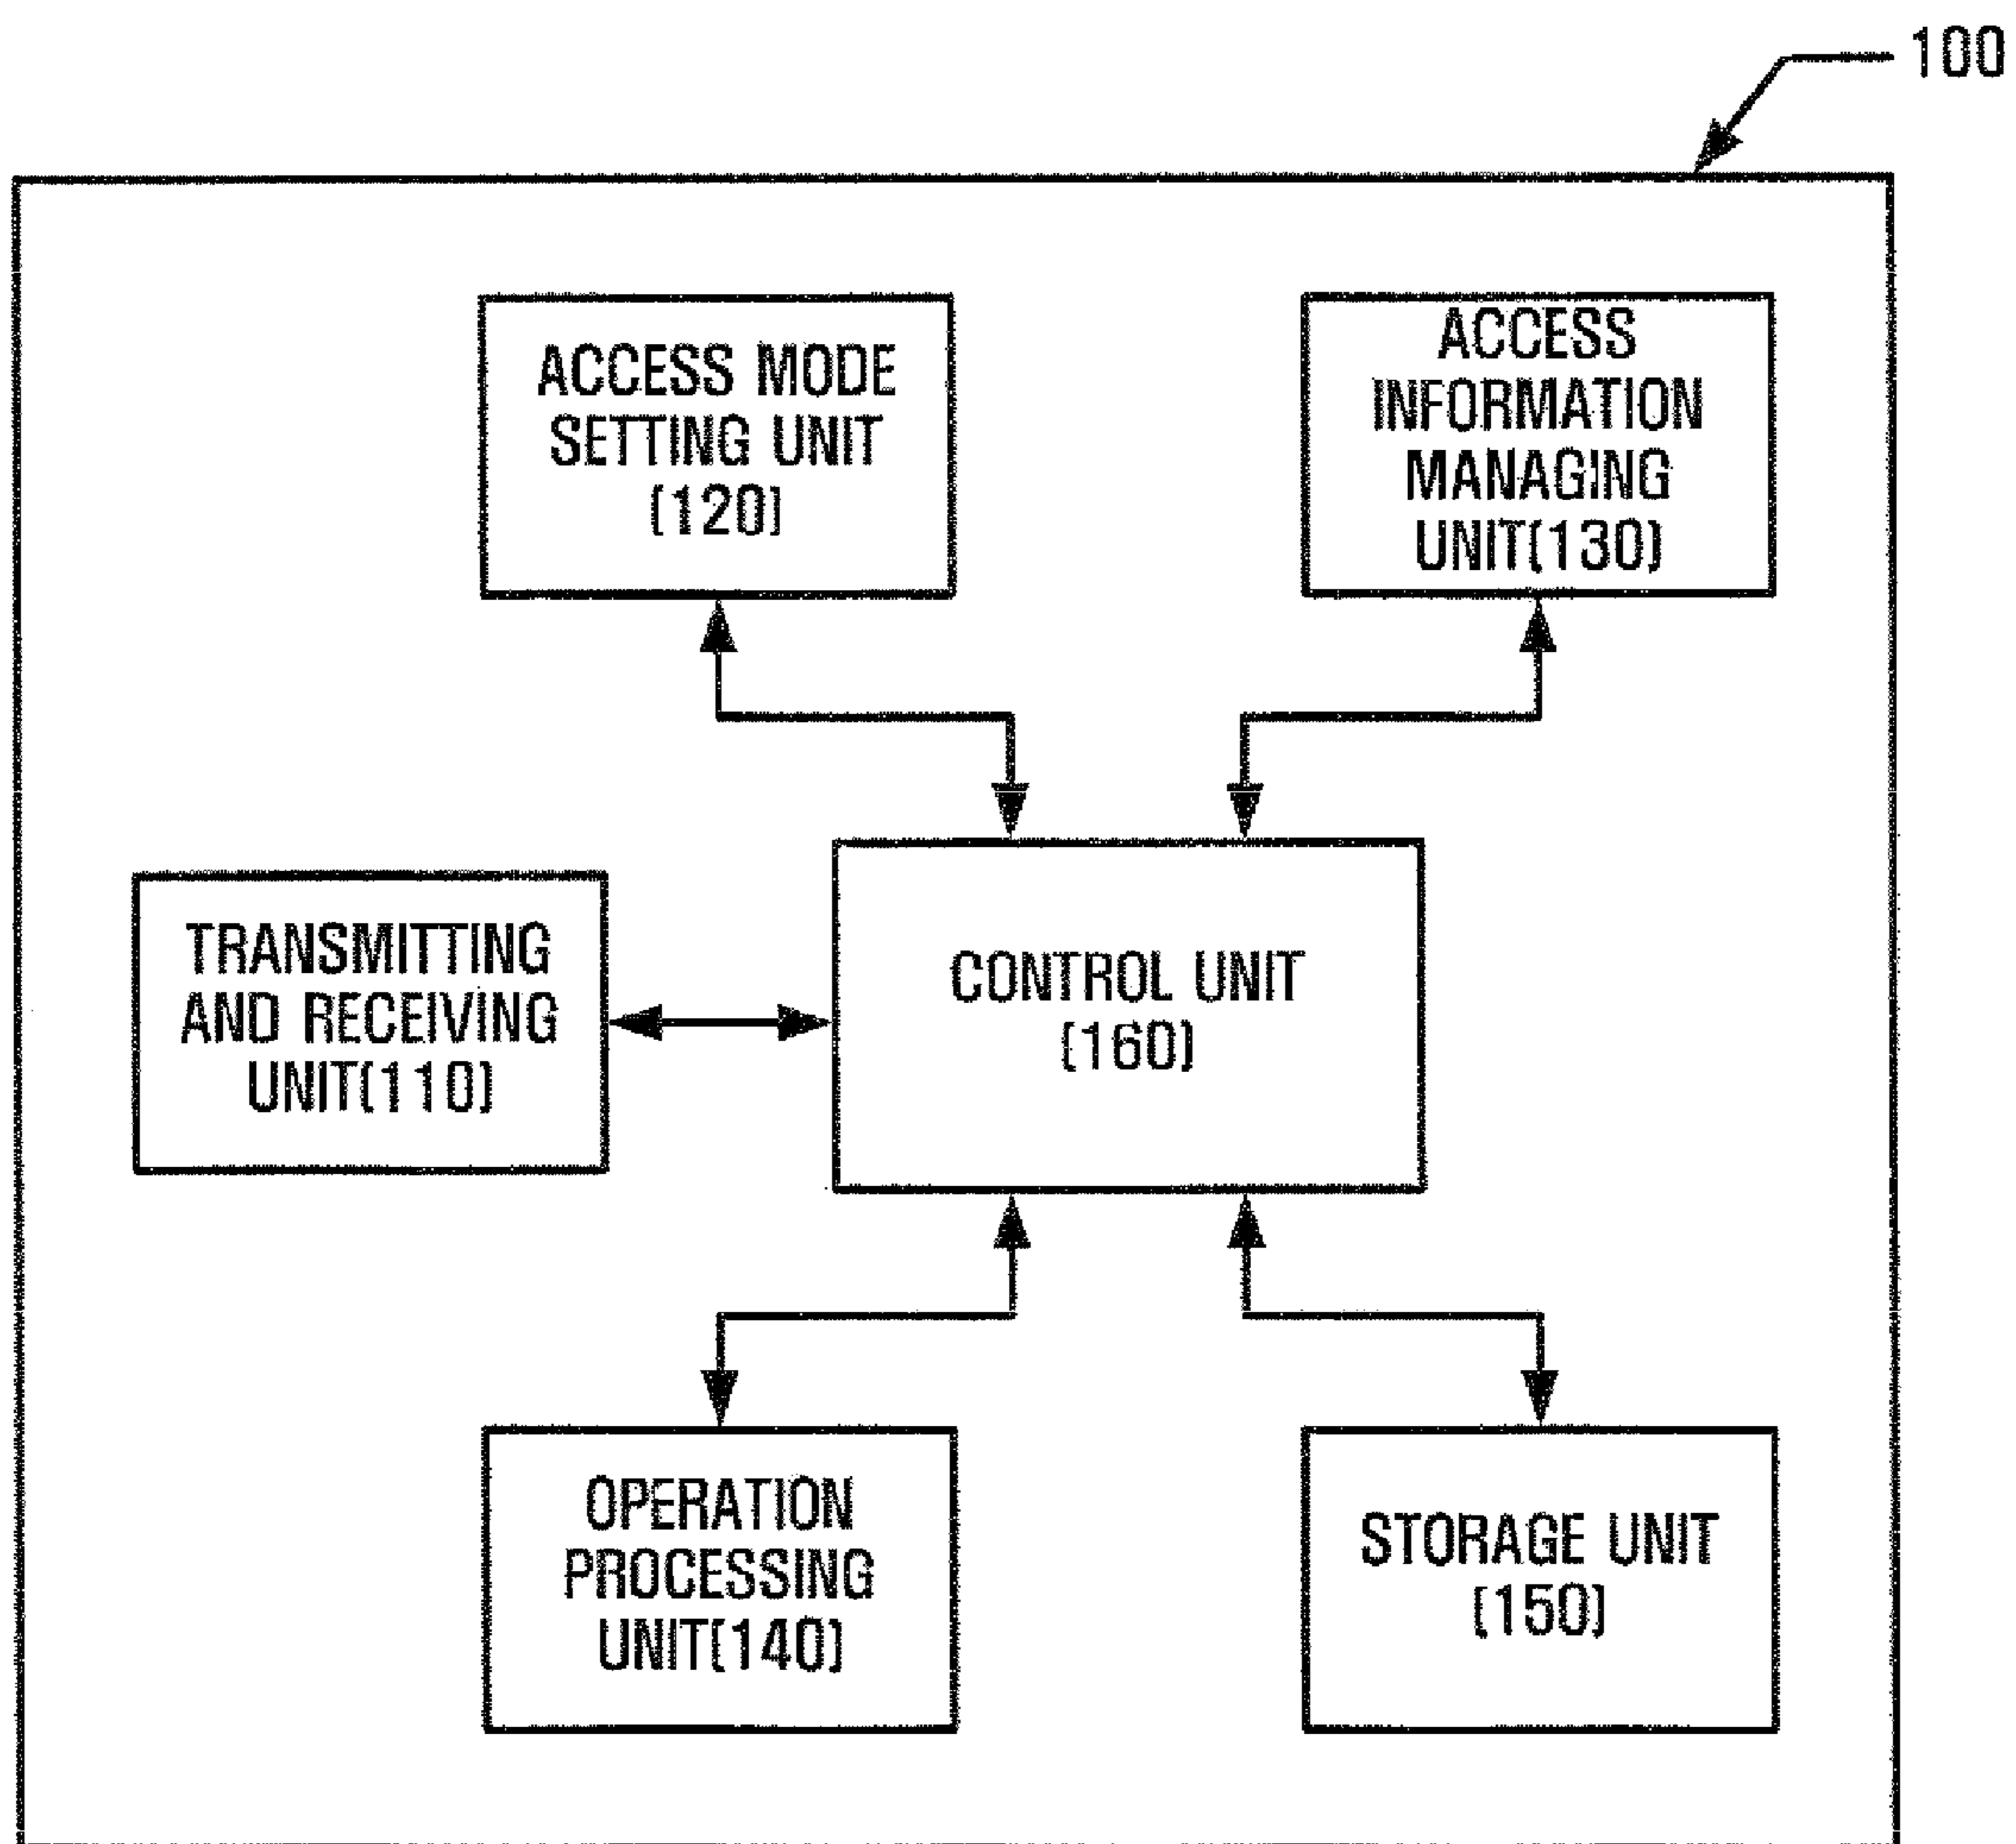 100
ACCESS MODE
SETTING UNIT
(120)
ACCESS
INFORMATION
MANAGING
UNIT(130)
TRANSMITTING
AND RECEIVING
UNIT(110)
CONTROL UNIT
(160)
OPERATION
PROCESSING
UNIT(140)
STORAGE UNIT
(150)